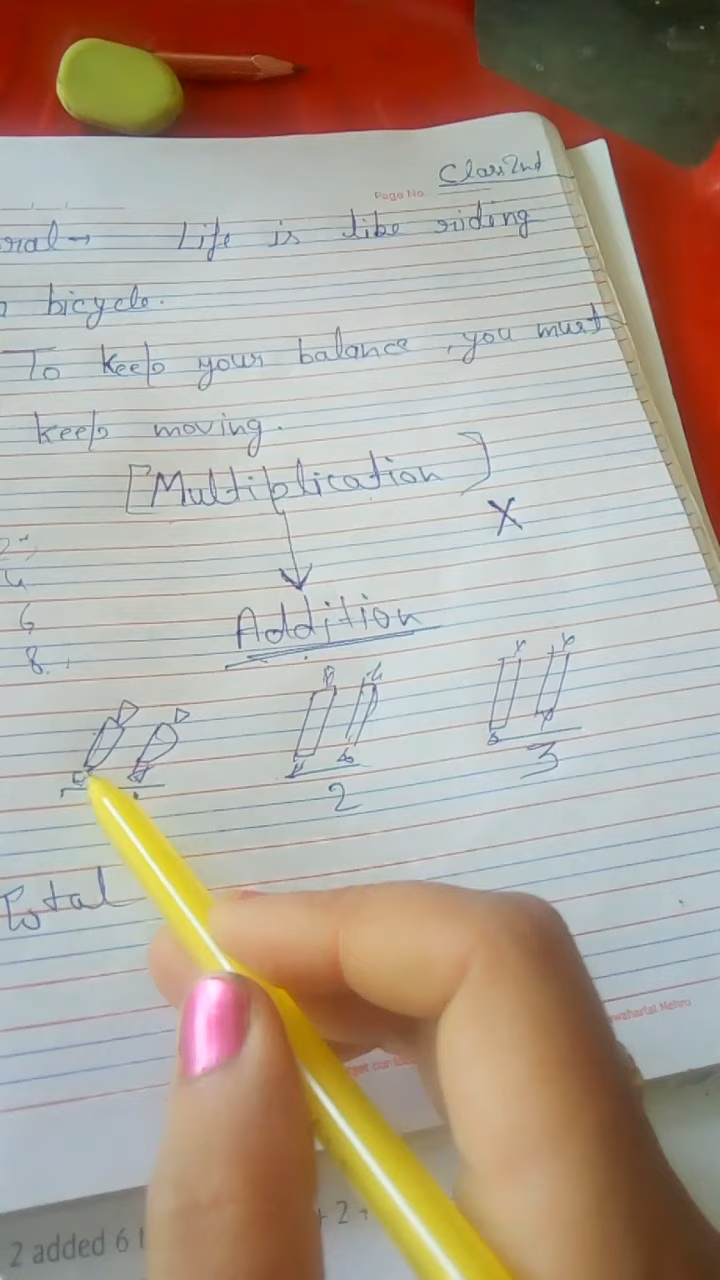 Page No.
Class 2nd
ral → Life is like riding
bicycle.
To keep your balance, you must
keep moving.
[Multiplication]
X
4
6
8
Addition
2
3
Total
2 added 6 t
+ 2 +